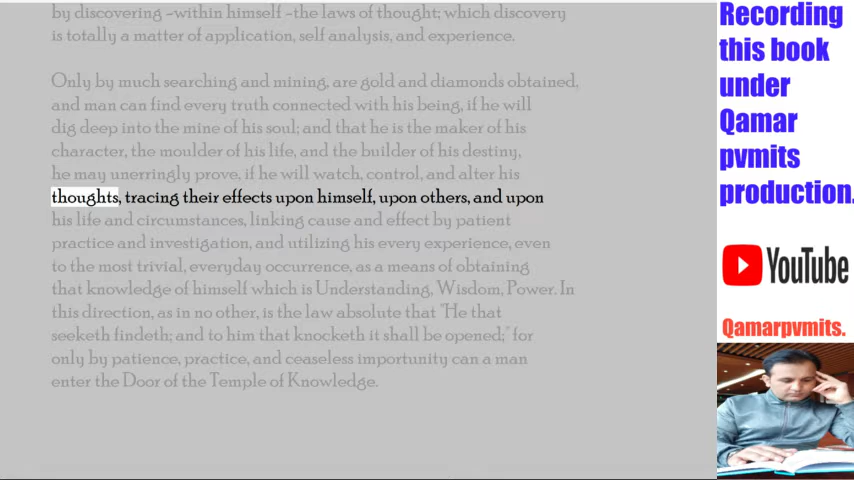 by discovering –within himself –the laws of thought; which discovery
is totally a matter of application, self analysis, and experience.
Only by much searching and mining, are gold and diamonds obtained,
and man can find every truth connected with his being, if he will
dig deep into the mine of his soul; and that he is the maker of his
character, the moulder of his life, and the builder of his destiny,
he may unerringly prove, if he will watch, control, and alter his
thoughts, tracing their effects upon himself, upon others, and upon
his life and circumstances, linking cause and effect by patient
practice and investigation, and utilizing his every experience, even
to the most trivial, everyday occurrence, as a means of obtaining
that knowledge of himself which is Understanding, Wisdom, Power. In
this direction, as in no other, is the law absolute that "He that
seeketh findeth; and to him that knocketh it shall be opened;" for
only by patience, practice, and ceaseless importunity can a man
enter the Door of the Temple of Knowledge.
Recording
this book
under
Qamar
pvmits
production.
YouTube
Qamarpvmits.